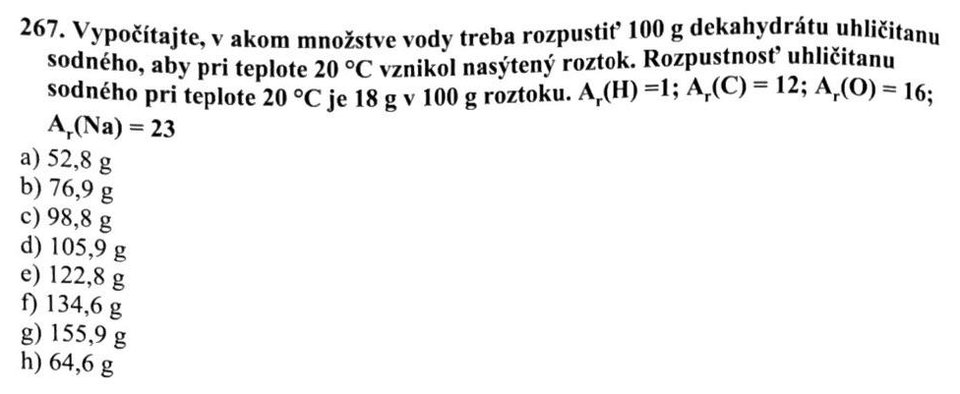 267. Vypočítajte, v akom množstve vody treba rozpustiť 100 g dekahydrátu uhličitanu
sodného, aby pri teplote 20 °C vznikol nasýtený roztok. Rozpustnosť uhličitanu
sodného pri teplote 20 °C je 18 g v 100 g roztoku. Aᵣ(H) =1; Aᵣ(C) = 12; Aᵣ(O) = 16;
Aᵣ(Na) = 23
a) 52,8 g
b) 76,9 g
c) 98,8 g
d) 105,9 g
e) 122,8 g
f) 134,6 g
g) 155,9 g
h) 64,6 g